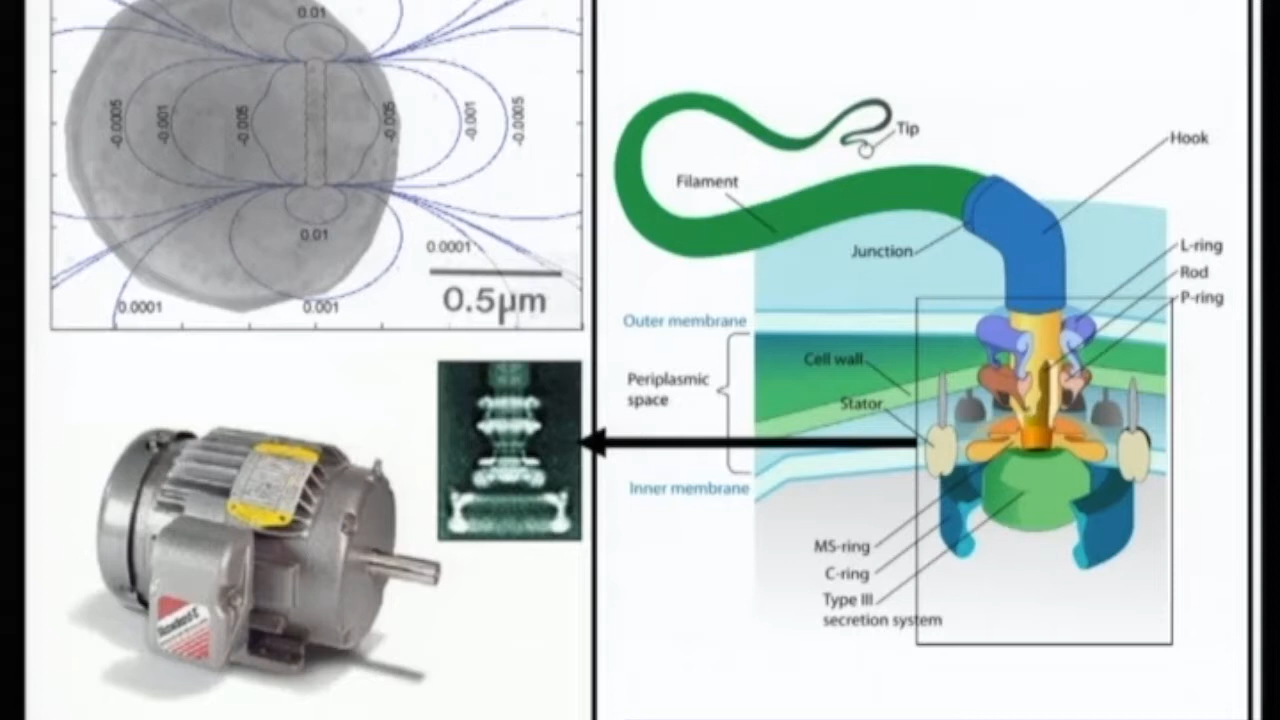 0.01
-0.0005
-0.001
-0.005
-0.005
-0.001
-0.0005
0.01
0.0001
0.5μm
0.0001
0.001
Tip
Hook
Filament
Junction
L-ring
Rod
P-ring
Outer membrane
Cell wall
Periplasmic
space
Stator
Inner membrane
MS-ring
C-ring
Type III
secretion system